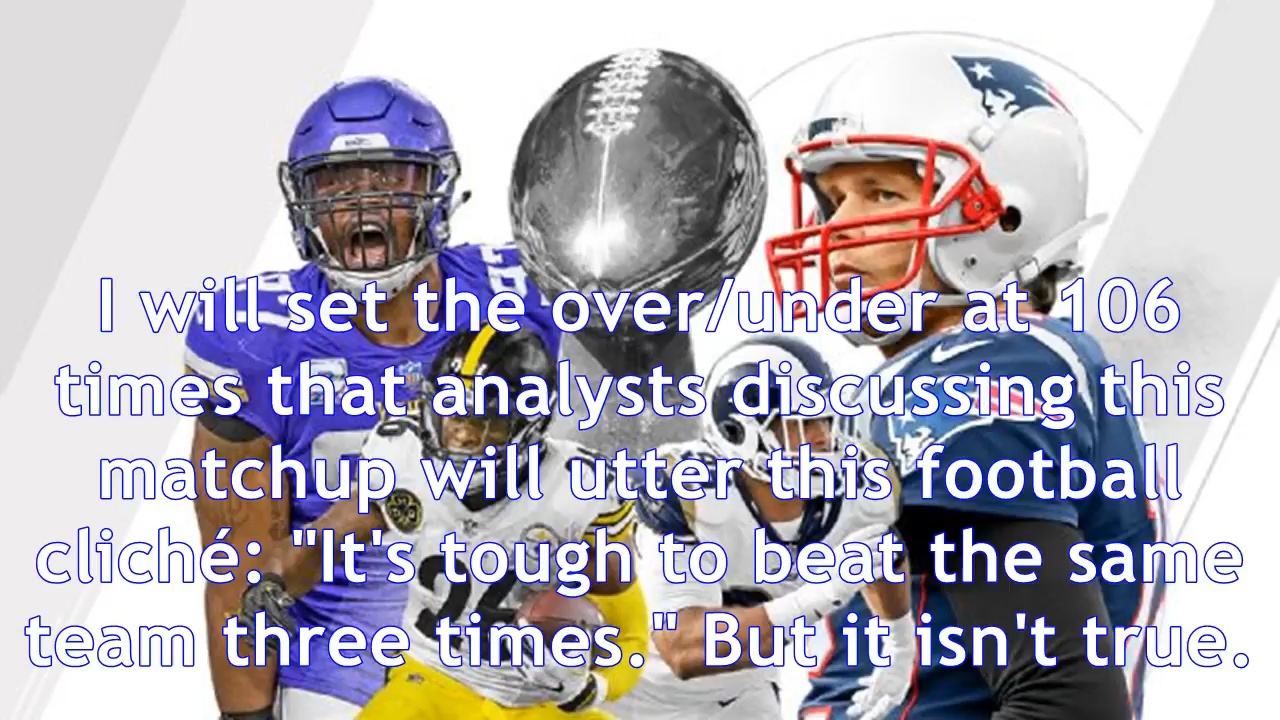 I will set the over/under at 106
times that analysts discussing this
matchup will utter this football
cliché: "It's tough to beat the same
team three times." But it isn't true.